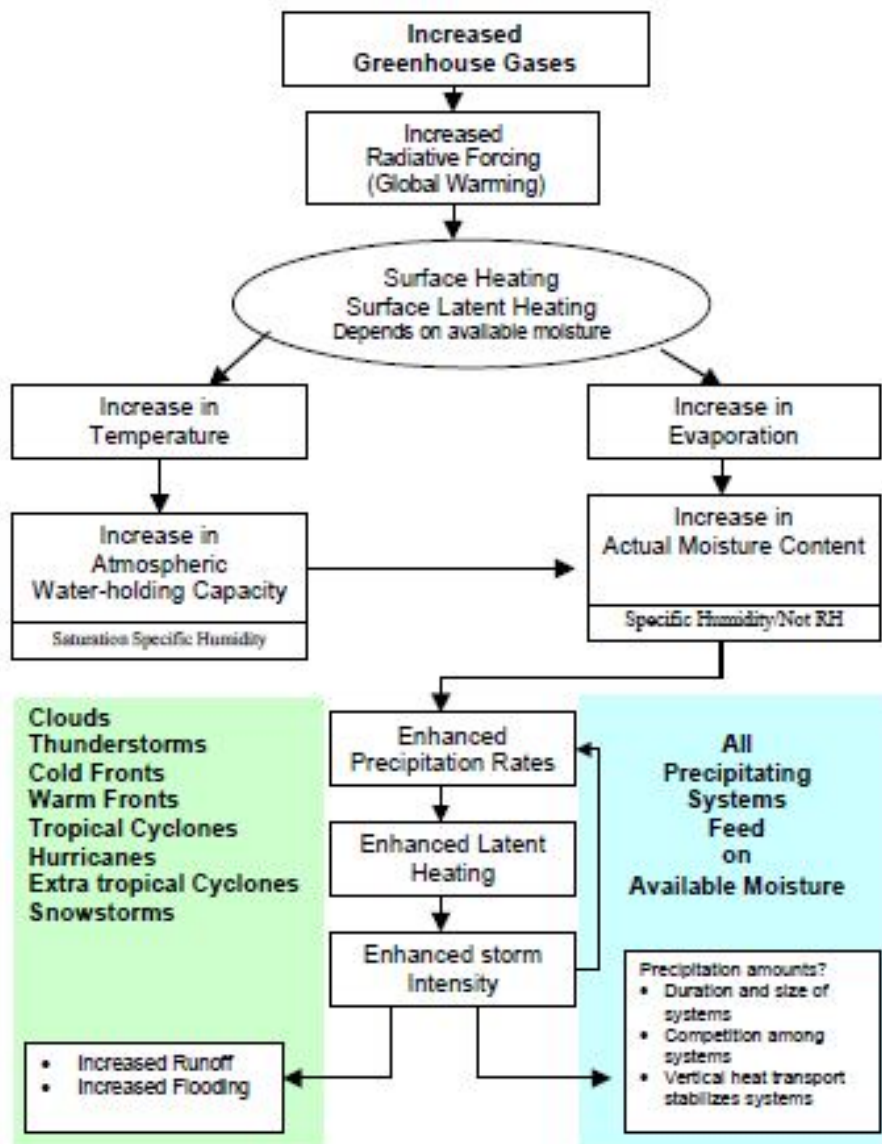 Increased
Greenhouse Gases
Increased
Radiative Forcing
(Global Warming)
Surface Heating
Surface Latent Heating
Depends on available moisture
Increase in
Temperature
Increase in
Evaporation
Increase in
Atmospheric
Water-holding Capacity
Saturation Specific Humidity
Increase in
Actual Moisture Content
Specific Humidity/Not RH
Clouds
Thunderstorms
Cold Fronts
Warm Fronts
Tropical Cyclones
Hurricanes
Extra tropical Cyclones
Snowstorms
Enhanced
Precipitation Rates
Enhanced Latent
Heating
Enhanced storm
Intensity
All
Precipitating
Systems
Feed
on
Available Moisture
• Increased Runoff
• Increased Flooding
Precipitation amounts?
• Duration and size of
systems
• Competition among
systems
• Vertical heat transport
stabilizes systems